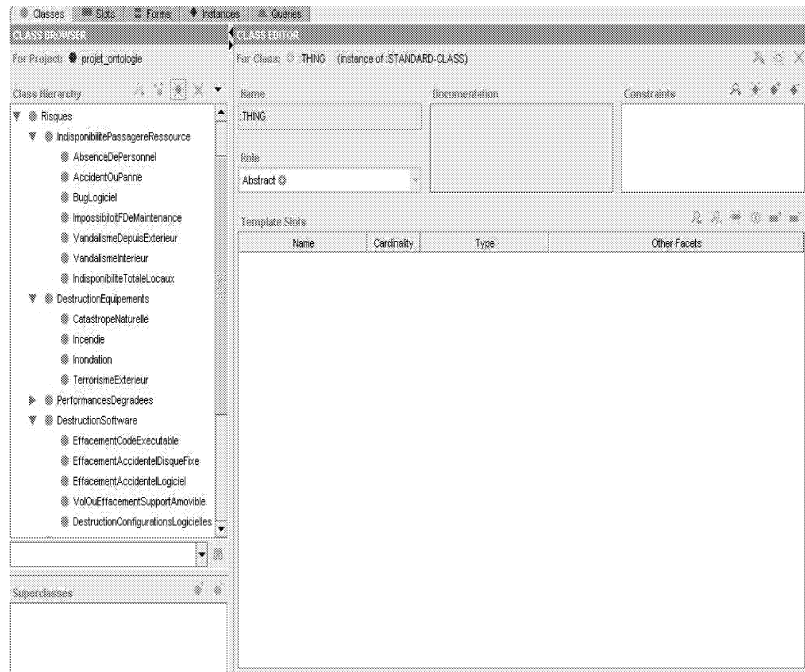 Classes Slots Forms Instances Queries
CLASS BROWSER
For Project: projet_ontologie
Class Hierarchy
Risques
IndisponibilitePassagereRessource
AbsenceDePersonnel
AccidentOuPanne
BugLogiciel
ImpossibiloitFDeMaintenance
VandalismeDepuisExterieur
VandalismeInterieur
IndisponibiliteTotaleLocaux
DestructionEquipements
CatastropeNaturelle
Incendie
Inondation
TerrorismeExterieur
PerformancesDegradees
DestructionSoftware
EffacementCodeExecutable
EffacementAccidentelDisqueFixe
EffacementAccidentelLogiciel
VolOuEffacementSupportAmovible
DestructionConfigurationsLogicielles
Superclasses
CLASS EDITOR
For Class: :THING (instance of :STANDARD-CLASS)
Name Documentation Constraints
:THING
Role
Abstract
Template Slots
Name Cardinality Type Other Facets